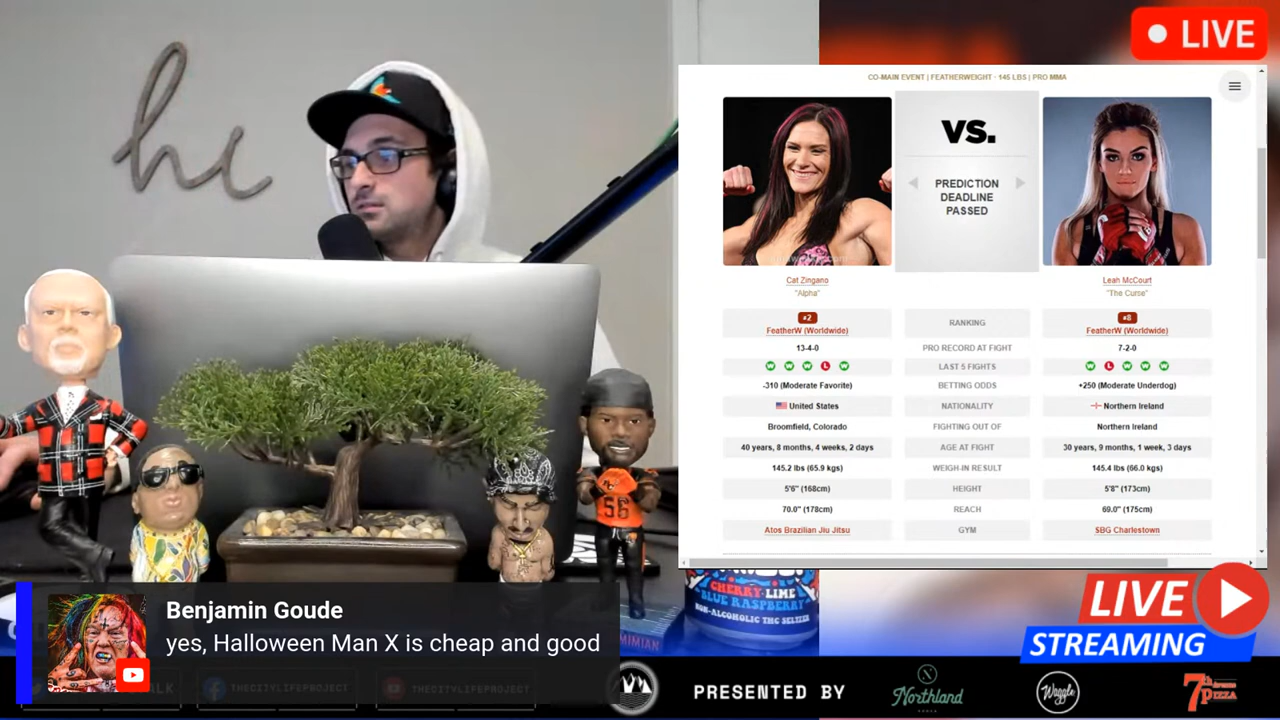 hi
LIVE
CO-MAIN EVENT | FEATHERWEIGHT · 145 LBS | PRO MMA
VS.
PREDICTION
DEADLINE
PASSED
Cat Zingano
"Alpha"
Leah McCourt
"The Curse"
#2
FeatherW (Worldwide)
RANKING
#8
FeatherW (Worldwide)
13-4-0
PRO RECORD AT FIGHT
7-2-0
W W W L W
LAST 5 FIGHTS
W L W W W
-310 (Moderate Favorite)
BETTING ODDS
+250 (Moderate Underdog)
United States
NATIONALITY
Northern Ireland
Broomfield, Colorado
FIGHTING OUT OF
Northern Ireland
40 years, 8 months, 4 weeks, 2 days
AGE AT FIGHT
30 years, 9 months, 1 week, 3 days
145.2 lbs (65.9 kgs)
WEIGH-IN RESULT
145.4 lbs (66.0 kgs)
5'6" (168cm)
HEIGHT
5'8" (173cm)
70.0" (178cm)
REACH
69.0" (175cm)
Atos Brazilian Jiu Jitsu
GYM
SBG Charlestown
56
CHERRY-LIME
BLUE RASPBERRY
NON-ALCOHOLIC THC SELTZER
LIVE
STREAMING
Benjamin Goude
yes, Halloween Man X is cheap and good
THECITYLIFEPROJECT
THECITYLIFEPROJECT
PRESENTED BY
Northland
Waggle
7th Avenue
PIZZA